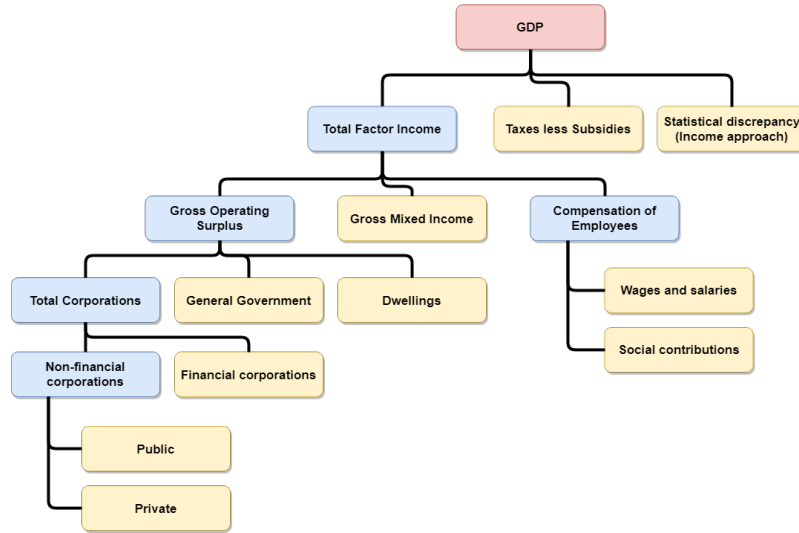 GDP
Total Factor Income
Taxes less Subsidies
Statistical discrepancy
(Income approach)
Gross Operating
Surplus
Gross Mixed Income
Compensation of
Employees
Total Corporations
General Government
Dwellings
Wages and salaries
Social contributions
Non-financial
corporations
Financial corporations
Public
Private